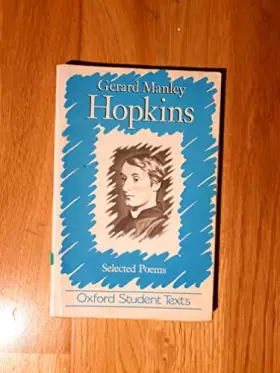 Gerard Manley
Hopkins
Selected Poems
Oxford Student Texts